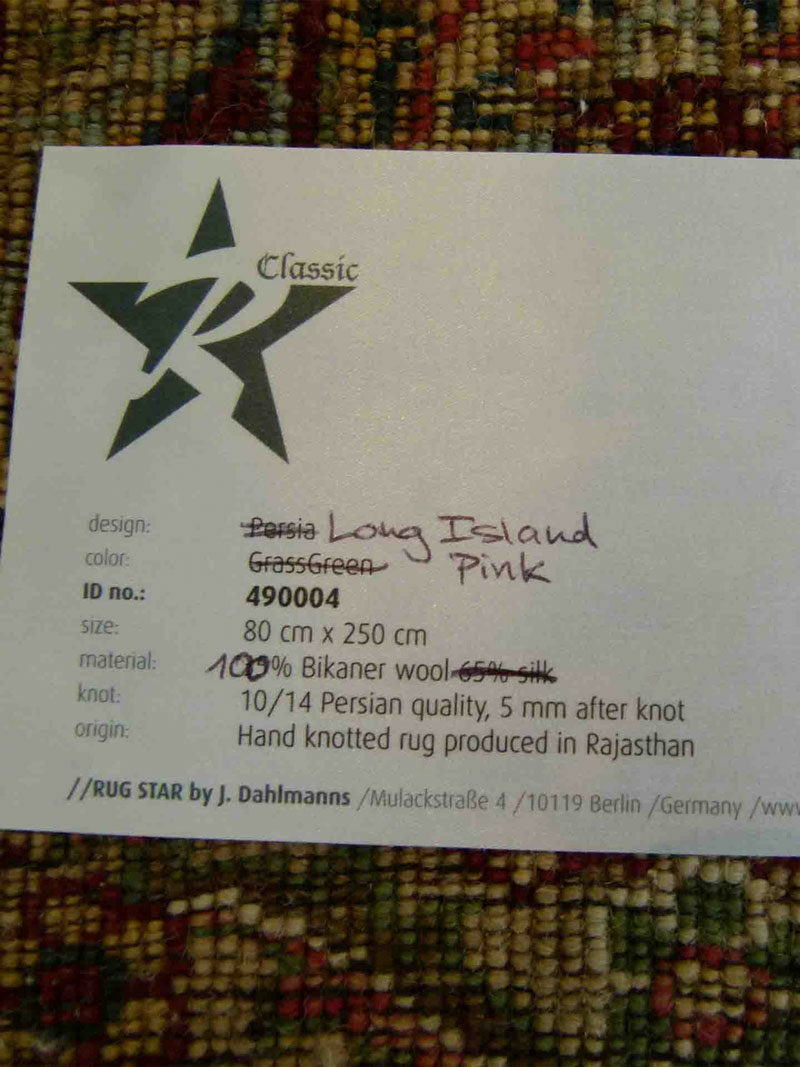 Classic
design: Persia Long Island
color: GrassGreen Pink
ID no.: 490004
size: 80 cm x 250 cm
material: 100% Bikaner wool 65% silk
knot: 10/14 Persian quality, 5 mm after knot
origin: Hand knotted rug produced in Rajasthan
//RUG STAR by J. Dahlmanns /Mulackstraße 4 /10119 Berlin /Germany /www